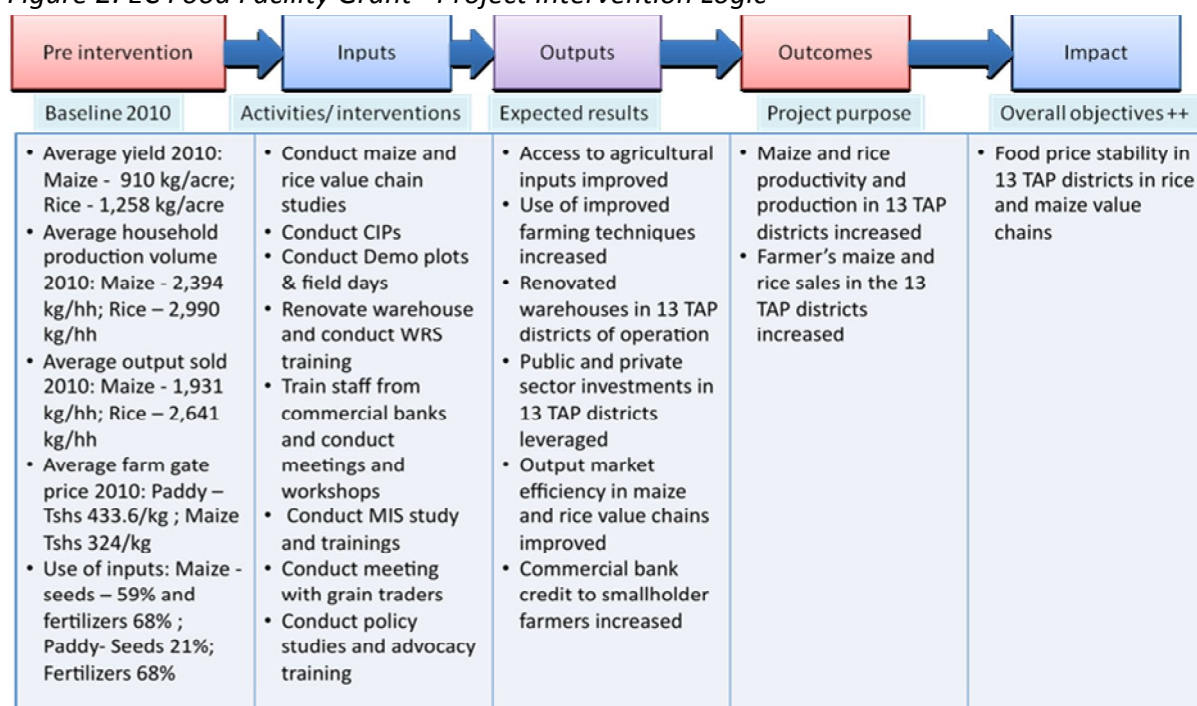 Figure 2: EC Food Facility Grant - Project Intervention Logic
Pre intervention
Inputs
Outputs
Outcomes
Impact
Baseline 2010
Activities/interventions
Expected results
Project purpose
Overall objectives ++
• Average yield 2010:
Maize - 910 kg/acre;
Rice - 1,258 kg/acre
• Average household
production volume
2010: Maize - 2,394
kg/hh; Rice – 2,990
kg/hh
• Average output sold
2010: Maize - 1,931
kg/hh; Rice – 2,641
kg/hh
• Average farm gate
price 2010: Paddy –
Tshs 433.6/kg ; Maize
Tshs 324/kg
• Use of inputs: Maize -
seeds – 59% and
fertilizers 68% ;
Paddy- Seeds 21%;
Fertilizers 68%
• Conduct maize and
rice value chain
studies
• Conduct CIPs
• Conduct Demo plots
& field days
• Renovate warehouse
and conduct WRS
training
• Train staff from
commercial banks
and conduct
meetings and
workshops
• Conduct MIS study
and trainings
• Conduct meeting
with grain traders
• Conduct policy
studies and advocacy
training
• Access to agricultural
inputs improved
• Use of improved
farming techniques
increased
• Renovated
warehouses in 13 TAP
districts of operation
• Public and private
sector investments in
13 TAP districts
leveraged
• Output market
efficiency in maize
and rice value chains
improved
• Commercial bank
credit to smallholder
farmers increased
• Maize and rice
productivity and
production in 13 TAP
districts increased
• Farmer's maize and
rice sales in the 13
TAP districts
increased
• Food price stability in
13 TAP districts in rice
and maize value
chains